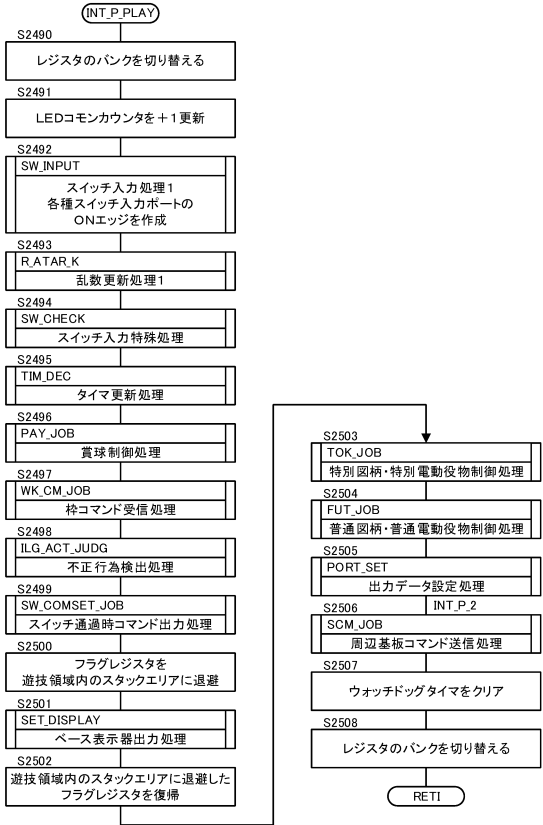 INT_P_PLAY
S2490
レジスタのバンクを切り替える
S2491
LEDコモンカウンタを＋１更新
S2492
SW_INPUT
スイッチ入力処理1
各種スイッチ入力ポートの
ONエッジを作成
S2493
R_ATAR_K
乱数更新処理1
S2494
SW_CHECK
スイッチ入力特殊処理
S2495
TIM_DEC
タイマ更新処理
S2496
PAY_JOB
賞球制御処理
S2497
WK_CM_JOB
枠コマンド受信処理
S2498
ILG_ACT_JUDG
不正行為検出処理
S2499
SW_COMSET_JOB
スイッチ通過時コマンド出力処理
S2500
フラグレジスタを
遊技領域内のスタックエリアに退避
S2501
SET_DISPLAY
ベース表示器出力処理
S2502
遊技領域内のスタックエリアに退避した
フラグレジスタを復帰
S2503
TOK_JOB
特別図柄・特別電動役物制御処理
S2504
FUT_JOB
普通図柄・普通電動役物制御処理
S2505
PORT_SET
出力データ設定処理
INT_P_2
S2506
SCM_JOB
周辺基板コマンド送信処理
S2507
ウォッチドッグタイマをクリア
S2508
レジスタのバンクを切り替える
RETI